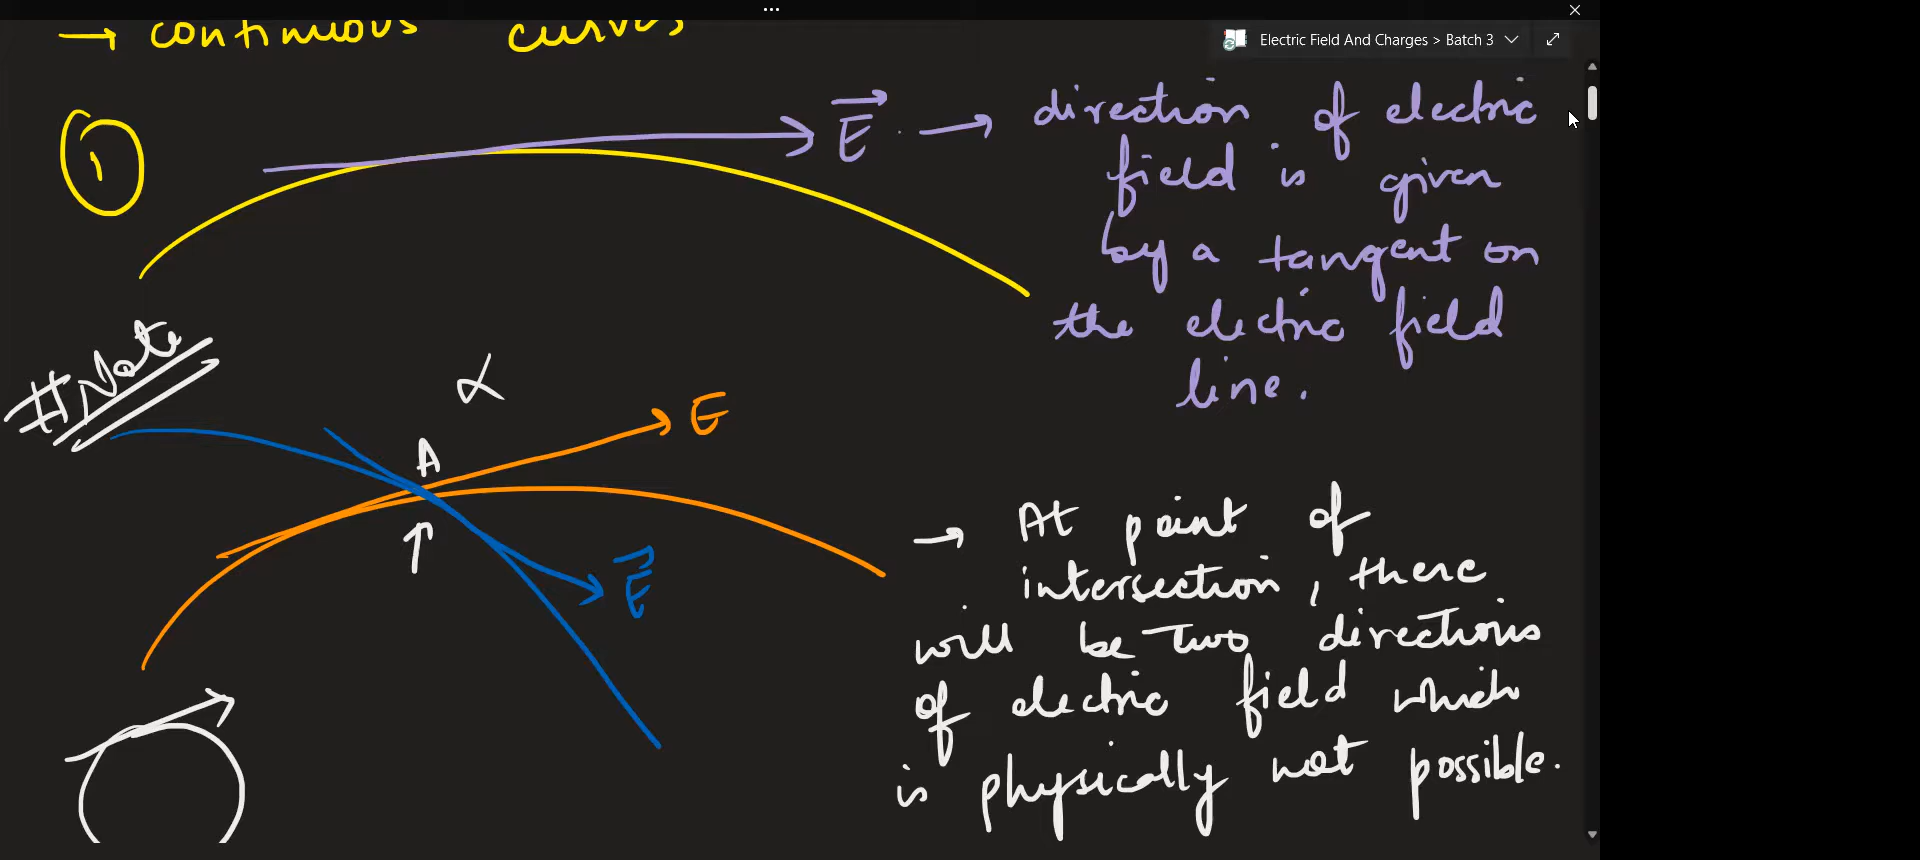 ...
→ continuous curves
Electric Field And Charges > Batch 3
1
E → direction of electric
field is given
by a tangent on
the electric field
line.
#Note
α
E
A
E
→ At point of
intersection, there
will be two directions
of electric field which
is physically not possible.